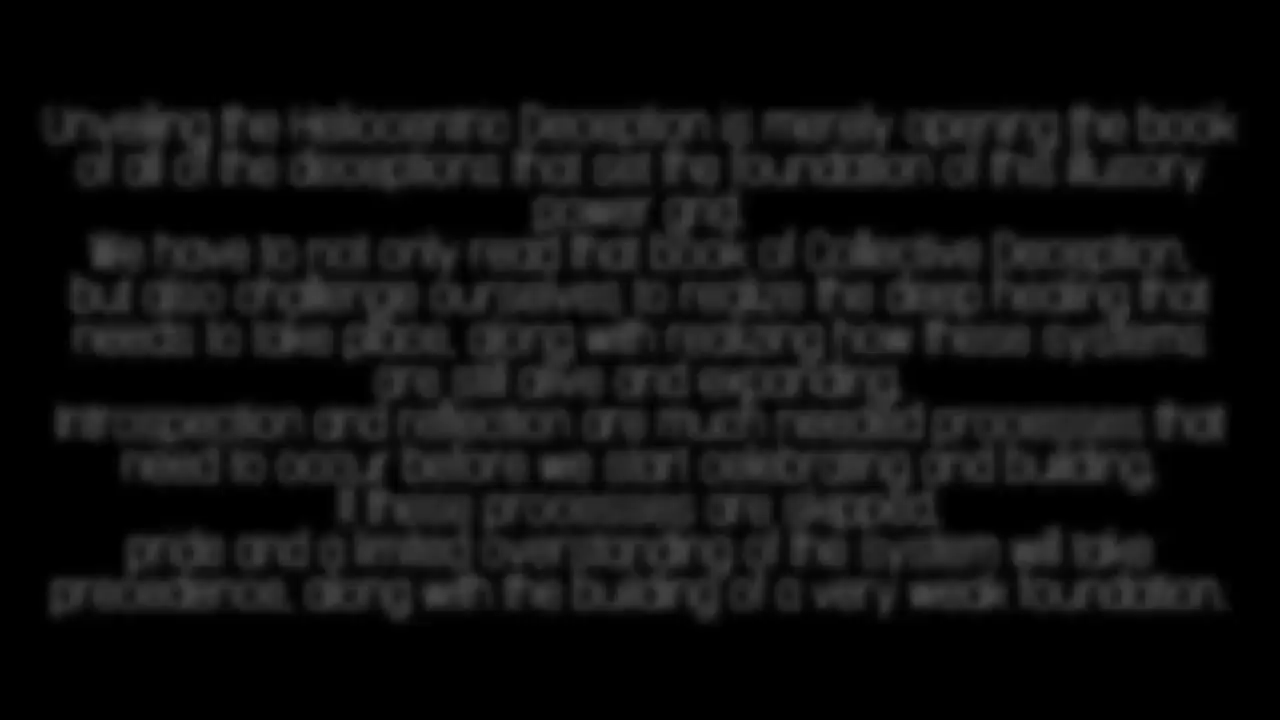 Unveiling the Heliocentric Deception is merely opening the book
of all of the deceptions that set the foundation of this illusory
power grid.
We have to not only read that book of Collective Deception,
but also challenge ourselves to realize the deep healing that
needs to take place, along with realizing how these systems
are still alive and expanding.
Introspection and reflection are much needed processes that
need to occur before we start celebrating and building.
If these processes are skipped,
pride and a limited overstanding of the System will take
precedence, along with the building of a very weak foundation.